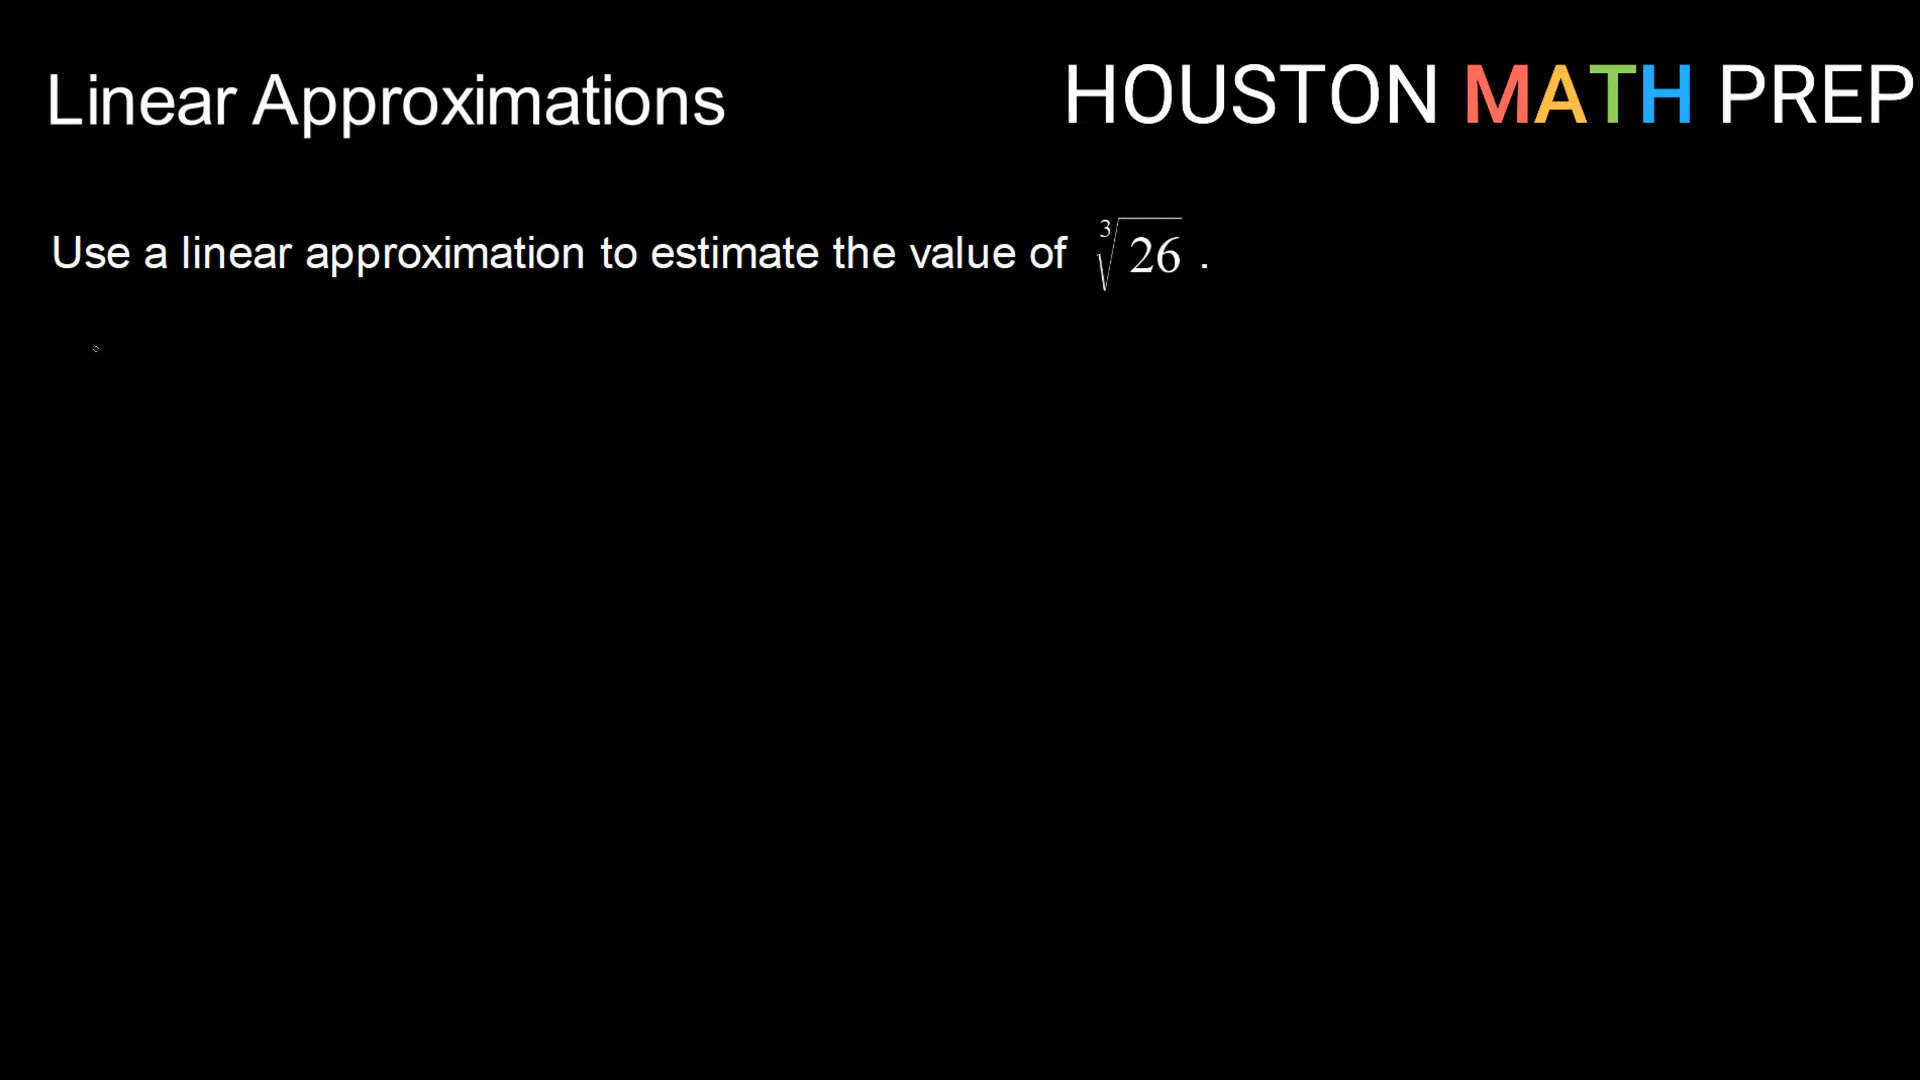 Linear Approximations
HOUSTON MATH PREP
Use a linear approximation to estimate the value of ∛26 .